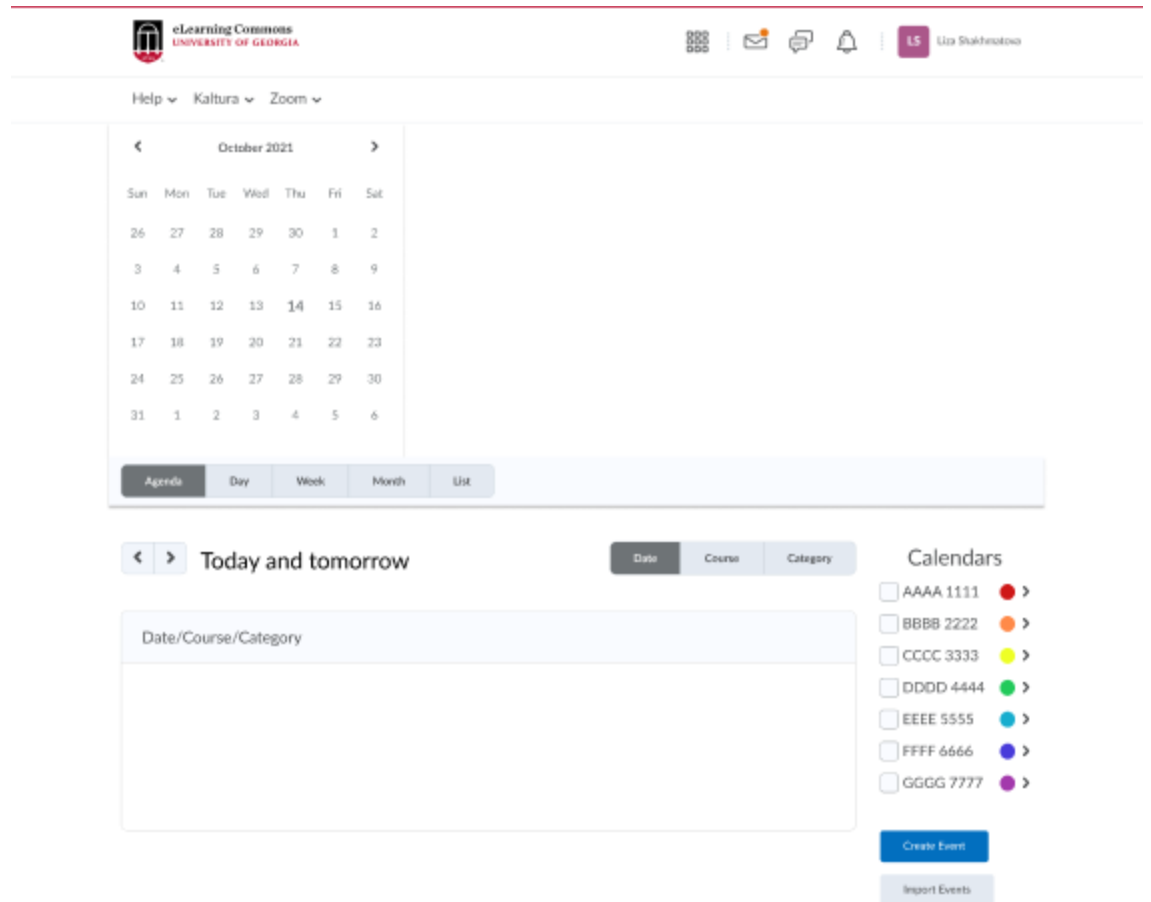 eLearning Commons
UNIVERSITY OF GEORGIA
LS Liza Shakhmatova
Help Kaltura Zoom
October 2021
Sun Mon Tue Wed Thu Fri Sat
26 27 28 29 30 1 2
3 4 5 6 7 8 9
10 11 12 13 14 15 16
17 18 19 20 21 22 23
24 25 26 27 28 29 30
31 1 2 3 4 5 6
Agenda Day Week Month List
Today and tomorrow
Date Course Category
Calendars
AAAA 1111
BBBB 2222
CCCC 3333
DDDD 4444
EEEE 5555
FFFF 6666
GGGG 7777
Date/Course/Category
Create Event
Import Events